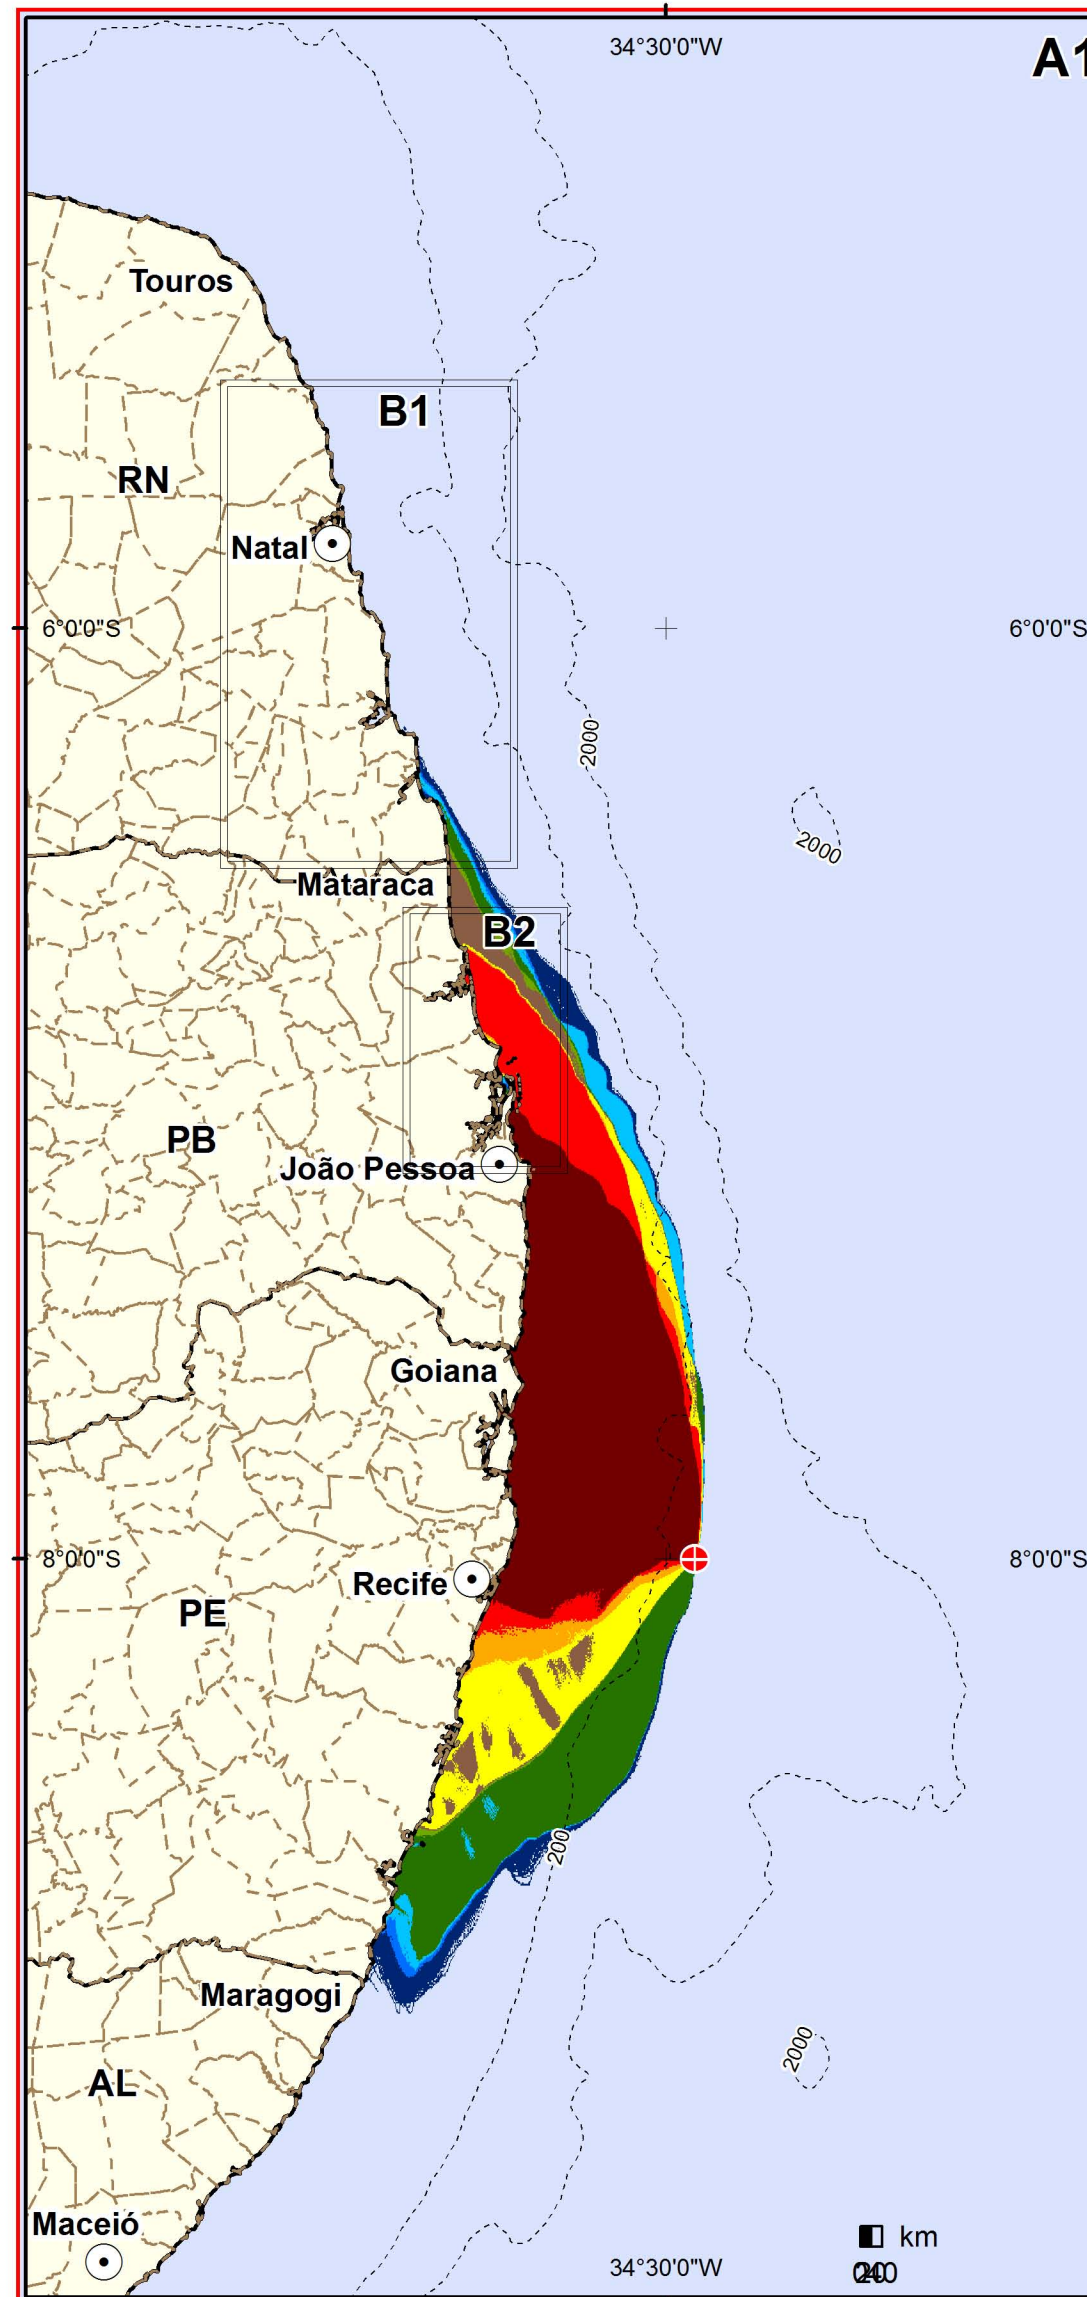 34°30'0"W
A1
Touros
B1
RN
Natal
6°0'0"S
6°0'0"S
2000
2000
Mataraca
B2
PB
João Pessoa
Goiana
8°0'0"S
8°0'0"S
Recife
PE
200
Maragogi
2000
AL
Maceió
km
34°30'0"W